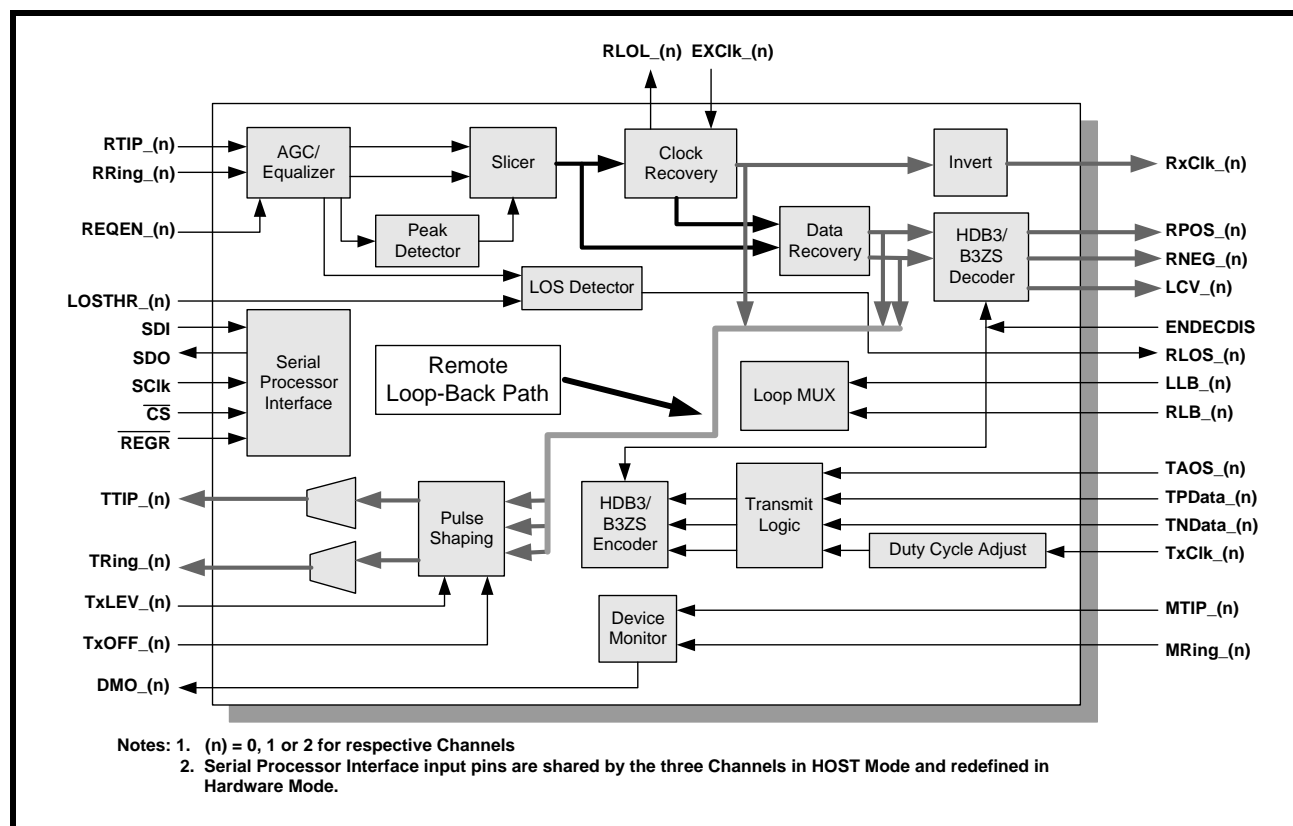 RLOL_(n) EXClk_(n)
RTIP_(n)
RRing_(n)
REQEN_(n)
LOSTHR_(n)
SDI
SDO
SClk
CS
REGR
TTIP_(n)
TRing_(n)
TxLEV_(n)
TxOFF_(n)
DMO_(n)
AGC/
Equalizer
Slicer
Clock
Recovery
Invert
Peak
Detector
Data
Recovery
HDB3/
B3ZS
Decoder
LOS Detector
Serial
Processor
Interface
Remote
Loop-Back Path
Loop MUX
Pulse
Shaping
HDB3/
B3ZS
Encoder
Transmit
Logic
Duty Cycle Adjust
Device
Monitor
RxClk_(n)
RPOS_(n)
RNEG_(n)
LCV_(n)
ENDECDIS
RLOS_(n)
LLB_(n)
RLB_(n)
TAOS_(n)
TPData_(n)
TNData_(n)
TxClk_(n)
MTIP_(n)
MRing_(n)
Notes: 1. (n) = 0, 1 or 2 for respective Channels
2. Serial Processor Interface input pins are shared by the three Channels in HOST Mode and redefined in
Hardware Mode.